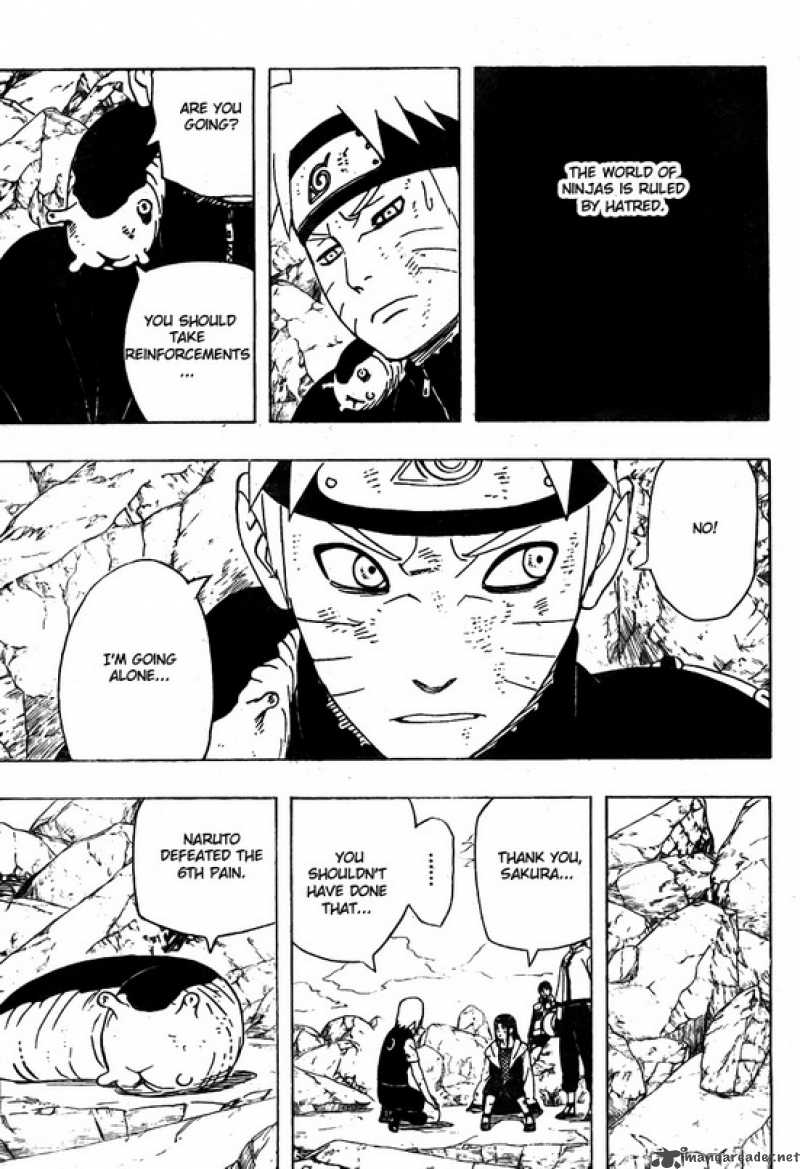 THE WORLD OF
NINJAS IS RULED
BY HATRED.
ARE YOU
GOING?
YOU SHOULD
TAKE
REINFORCEMENTS
...
NO!
I'M GOING
ALONE...
THANK YOU,
SAKURA...
......
YOU
SHOULDN'T
HAVE DONE
THAT...
NARUTO
DEFEATED THE
6TH PAIN.
mangareader.net